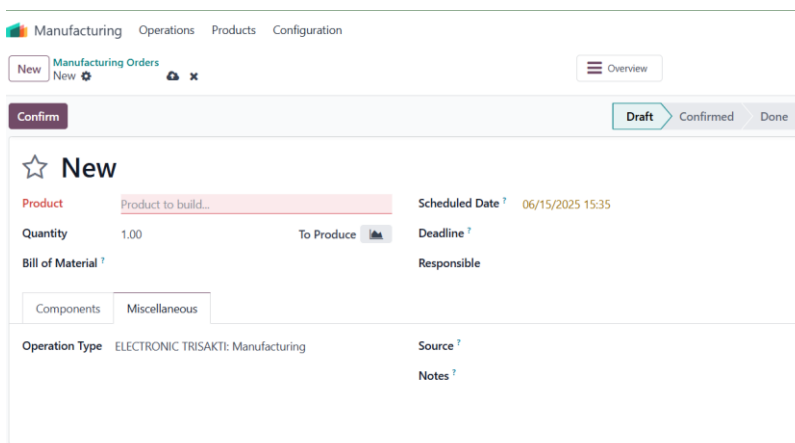 Manufacturing Operations Products Configuration
New Manufacturing Orders
New
Overview
Confirm
Draft Confirmed Done
New
Product Product to build...
Scheduled Date ? 06/15/2025 15:35
Quantity 1.00 To Produce
Deadline ?
Bill of Material ?
Responsible
Components Miscellaneous
Operation Type ELECTRONIC TRISAKTI: Manufacturing
Source ?
Notes ?